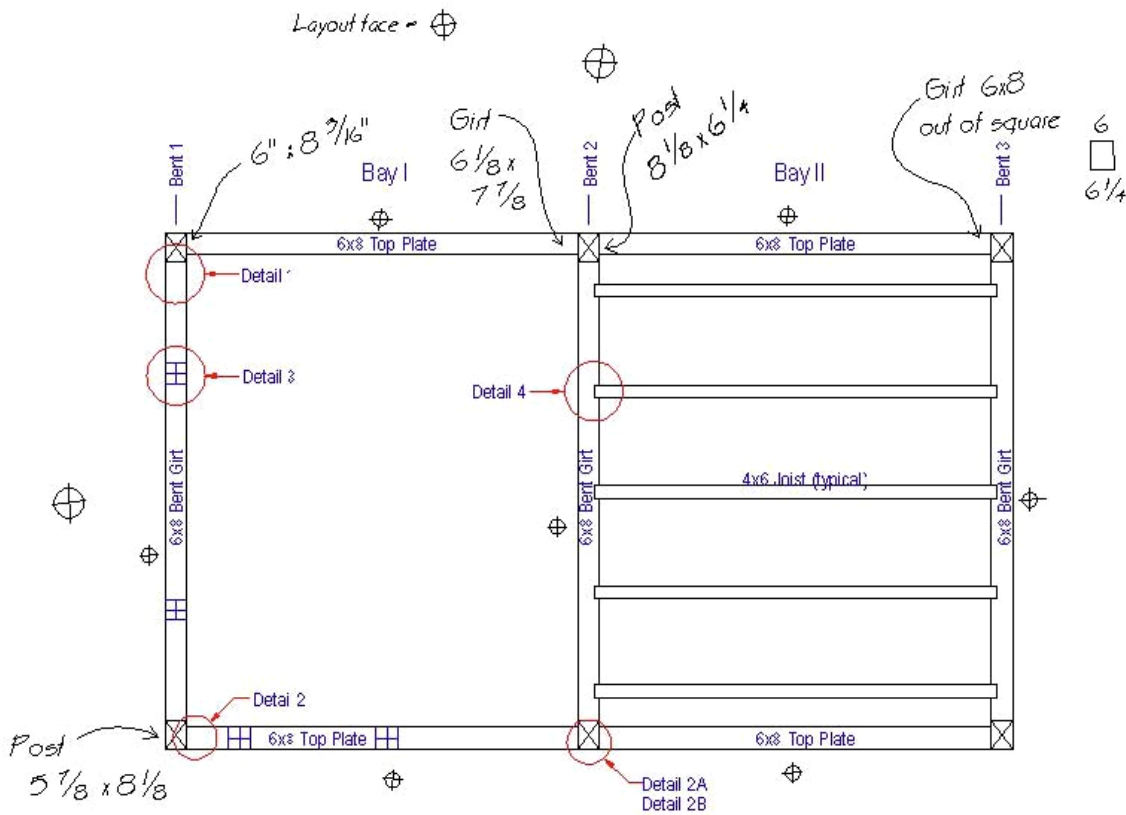 Layout face =
Girt 6x8
out of square
6
6 1/4
Post
8 1/8 x 6 1/4
Girt
6 1/8 x
7 7/8
6" x 8 3/16"
Bent 1
Bay I
Bent 2
Bay II
Bent 3
6x8 Top Plate
6x8 Top Plate
Detail 1
Detail 3
Detail 4
6x8 Bent Girt
6x8 Bent Girt
4x6 Joist (typical)
6x8 Bent Girt
Detai 2
Post
5 7/8 x 8 1/8
6x8 Top Plate
6x8 Top Plate
Detail 2A
Detail 2B